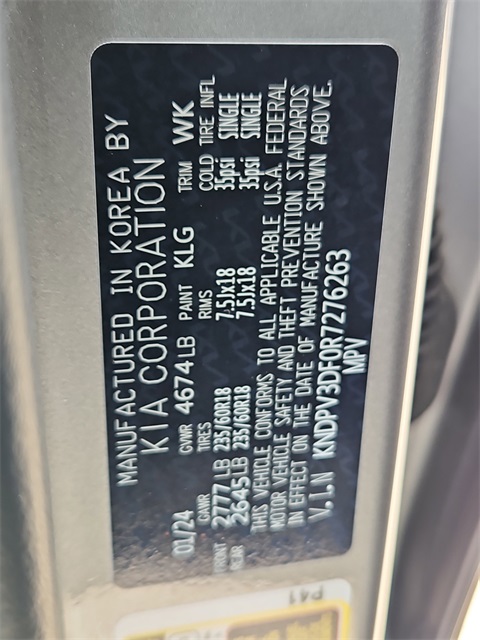 MANUFACTURED IN KOREA BY
KIA CORPORATION
01/24 GVWR 4674LB PAINT KLG TRIM WK
GAWR TIRES RIMS COLD TIRE INFL
FRONT 2777LB 235/60R18 7.5Jx18 35psi SINGLE
REAR 2645LB 235/60R18 7.5Jx18 35psi SINGLE
THIS VEHICLE CONFORMS TO ALL APPLICABLE U.S.A. FEDERAL
MOTOR VEHICLE SAFETY AND THEFT PREVENTION STANDARDS
IN EFFECT ON THE DATE OF MANUFACTURE SHOWN ABOVE.
V.I.N KNDPV3DF0R7276263
MPV
P41